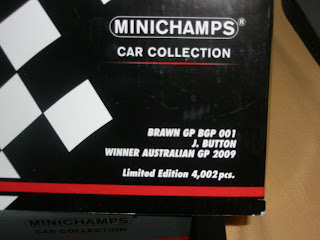 MINICHAMPS®
CAR COLLECTION
BRAWN GP BGP 001
J. BUTTON
WINNER AUSTRALIAN GP 2009
Limited Edition 4,002 pcs.
MINICHAMPS
CAR COLLECTION